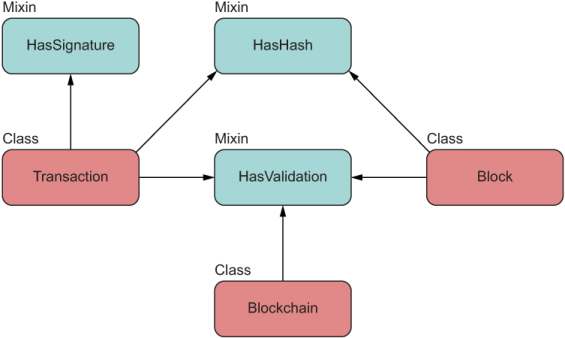 Mixin
HasSignature
Mixin
HasHash
Class
Transaction
Mixin
HasValidation
Class
Block
Class
Blockchain